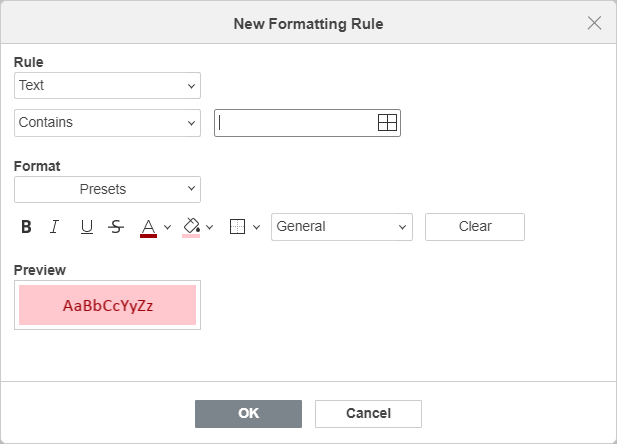 New Formatting Rule
Rule
Text
Contains
Format
Presets
B I U S A General Clear
Preview
AaBbCcYyZz
OK Cancel